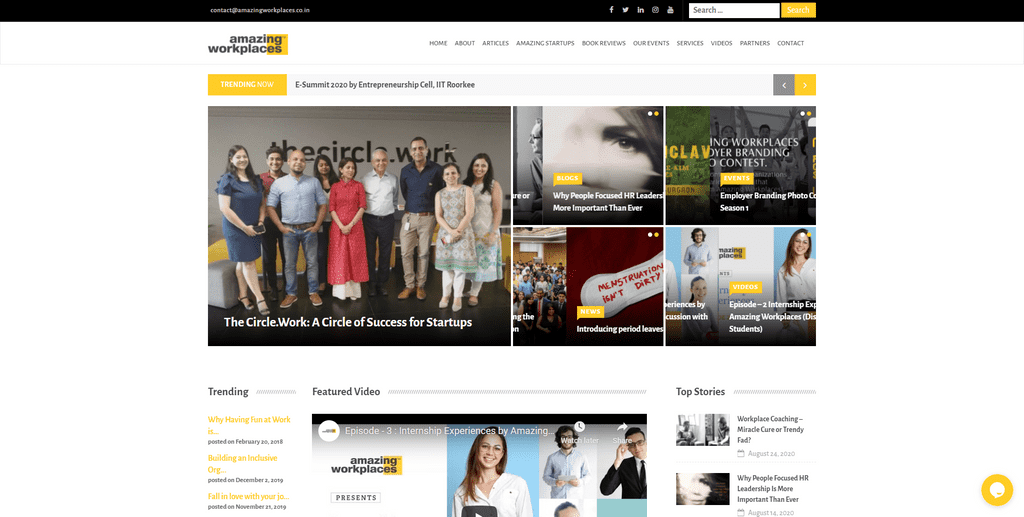 contact@amazingworkplaces.co.in
Search ...
Search
amazing
workplaces
HOME ABOUT ARTICLES AMAZING STARTUPS BOOK REVIEWS OUR EVENTS SERVICES VIDEOS PARTNERS CONTACT
TRENDING NOW
E-Summit 2020 by Entrepreneurship Cell, IIT Roorkee
thecircle.work
The Circle.Work: A Circle of Success for Startups
BLOGS
ure or
Why People Focused HR Leaders
More Important Than Ever
NG WORKPLACES
OYER BRANDING
O CONTEST.
EVENTS
Employer Branding Photo Co
Season 1
MENSTRUATION
ISN'T DIRTY
NEWS
ng the
on
Introducing period leaves
amazing
workplaces
VIDEOS
periences by
cussion with
Episode – 2 Internship Exp
Amazing Workplaces (Dis
Students)
Trending
Why Having Fun at Work
is...
posted on February 20, 2018
Building an Inclusive
Org...
posted on December 2, 2019
Fall in love with your jo...
posted on November 21, 2019
Featured Video
Episode - 3 : Internship Experiences by Amazing...
Watch later
Share
amazing
workplaces
PRESENTS
Top Stories
Workplace Coaching –
Miracle Cure or Trendy
Fad?
August 24, 2020
Why People Focused HR
Leadership Is More
Important Than Ever
August 14, 2020